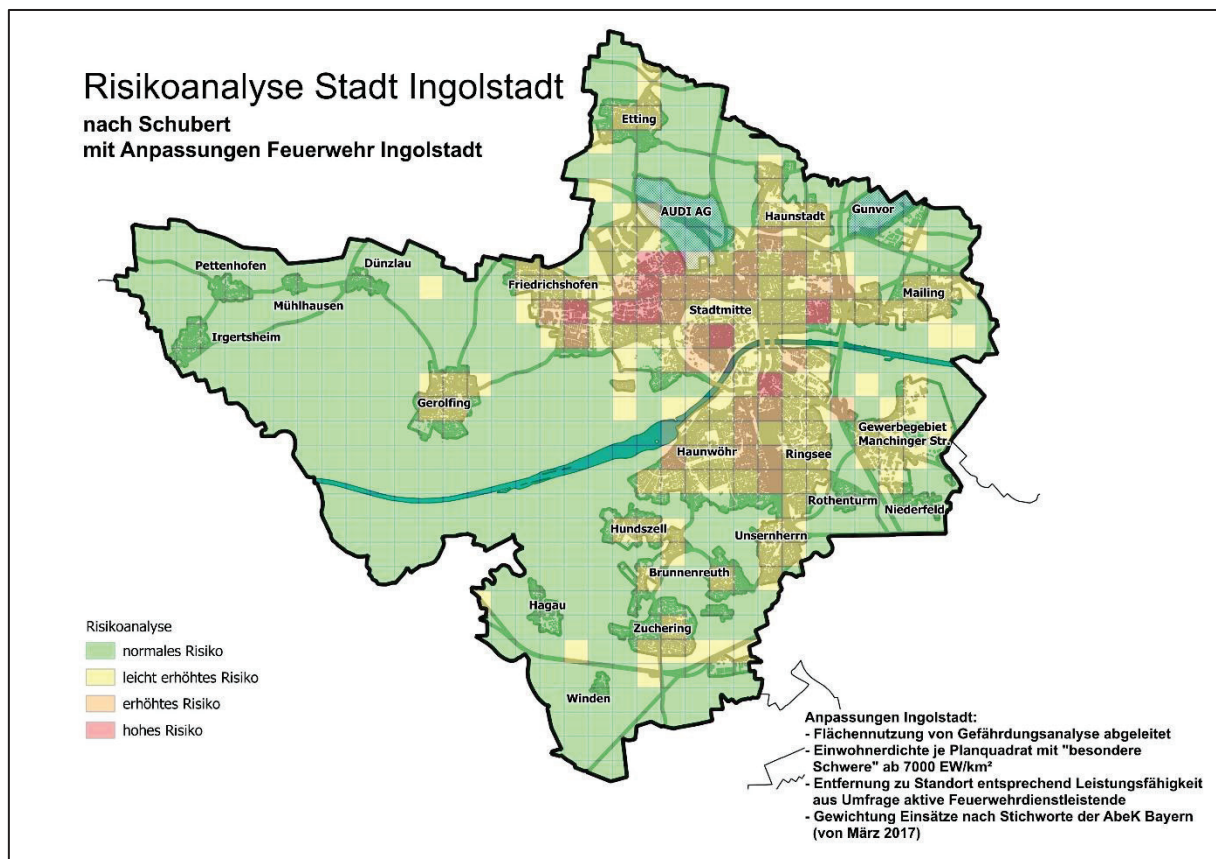 Risikoanalyse Stadt Ingolstadt
nach Schubert
mit Anpassungen Feuerwehr Ingolstadt
Etting
AUDI AG
Haunstadt
Gunvor
Pettenhofen
Dünzlau
Mühlhausen
Friedrichshofen
Mailing
Stadtmitte
Irgertsheim
Gerolfing
Gewerbegebiet
Manchinger Str.
Haunwöhr
Ringsee
Rothenturm
Niederfeld
Hundszell
Unsernherrn
Brunnenreuth
Hagau
Zuchering
Winden
Risikoanalyse
normales Risiko
leicht erhöhtes Risiko
erhöhtes Risiko
hohes Risiko
Anpassungen Ingolstadt:
- Flächennutzung von Gefährdungsanalyse abgeleitet
- Einwohnerdichte je Planquadrat mit "besondere
Schwere" ab 7000 EW/km²
- Entfernung zu Standort entsprechend Leistungsfähigkeit
aus Umfrage aktive Feuerwehrdienstleistende
- Gewichtung Einsätze nach Stichworte der AbeK Bayern
(von März 2017)